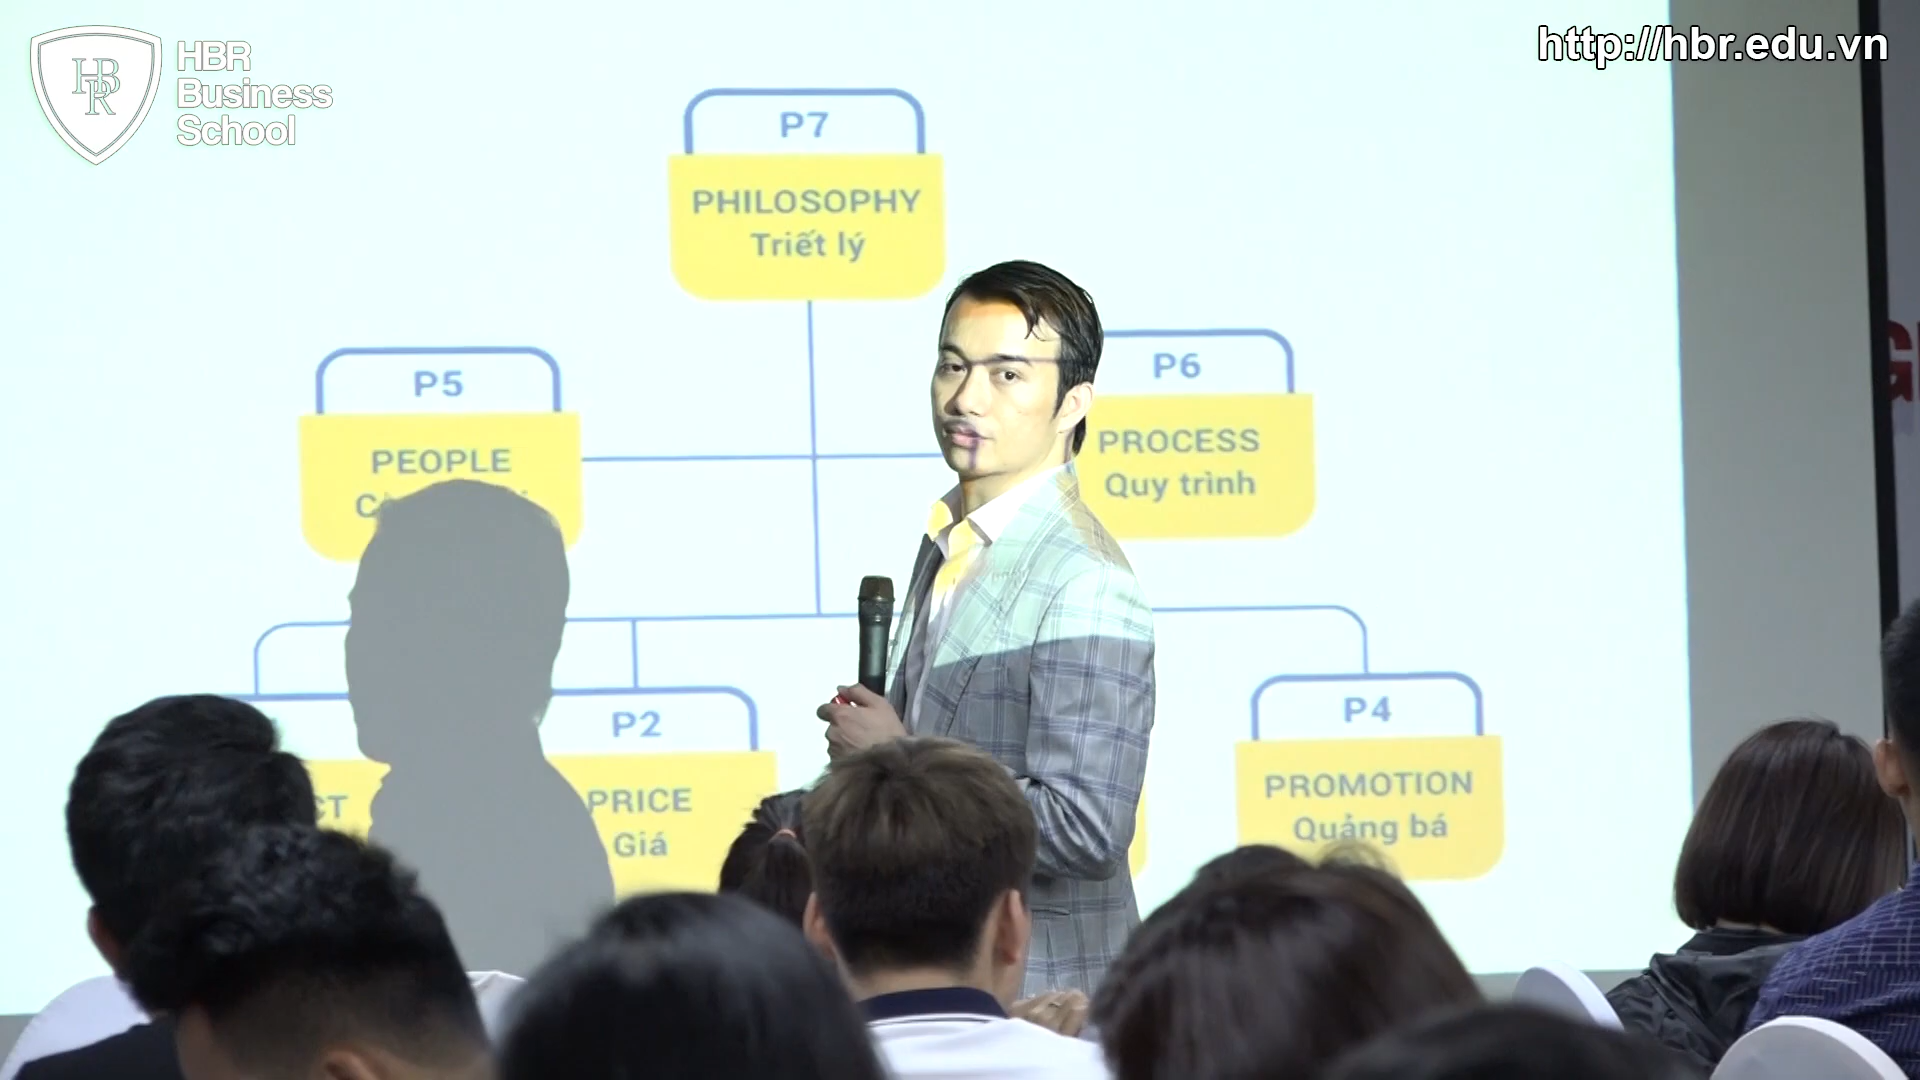 HBR
Business
School
http://hbr.edu.vn
HBR
P7
PHILOSOPHY
Triết lý
P5
PEOPLE
P6
PROCESS
Quy trình
P2
PRICE
Giá
P4
PROMOTION
Quảng bá